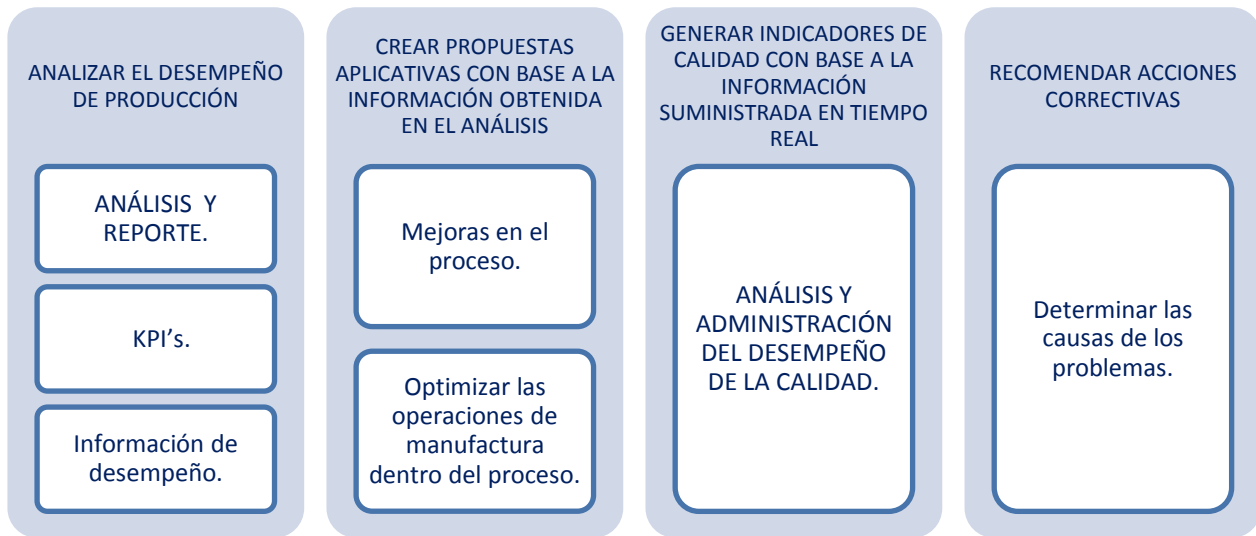 ANALIZAR EL DESEMPEÑO
DE PRODUCCIÓN
ANÁLISIS Y
REPORTE.
KPI's.
Información de
desempeño.
CREAR PROPUESTAS
APLICATIVAS CON BASE A LA
INFORMACIÓN OBTENIDA
EN EL ANÁLISIS
Mejoras en el
proceso.
Optimizar las
operaciones de
manufactura
dentro del proceso.
GENERAR INDICADORES DE
CALIDAD CON BASE A LA
INFORMACIÓN
SUMINISTRADA EN TIEMPO
REAL
ANÁLISIS Y
ADMINISTRACIÓN
DEL DESEMPEÑO
DE LA CALIDAD.
RECOMENDAR ACCIONES
CORRECTIVAS
Determinar las
causas de los
problemas.